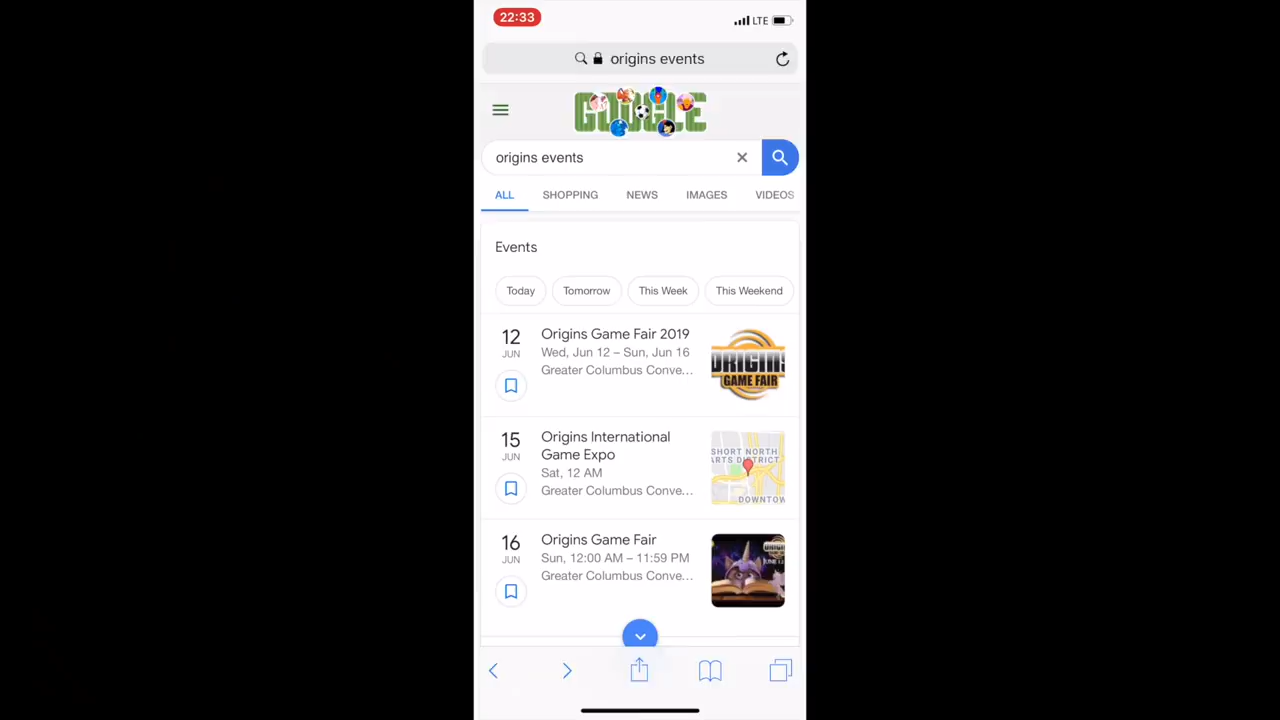 22:33
LTE
origins events
GOOGLE
origins events
ALL SHOPPING NEWS IMAGES VIDEOS
Events
Today Tomorrow This Week This Weekend
12 JUN
Origins Game Fair 2019
Wed, Jun 12 – Sun, Jun 16
Greater Columbus Conve...
ORIGINS
GAME FAIR
15 JUN
Origins International
Game Expo
Sat, 12 AM
Greater Columbus Conve...
SHORT NORTH
ARTS DISTRICT
DOWNTOW
16 JUN
Origins Game Fair
Sun, 12:00 AM – 11:59 PM
Greater Columbus Conve...